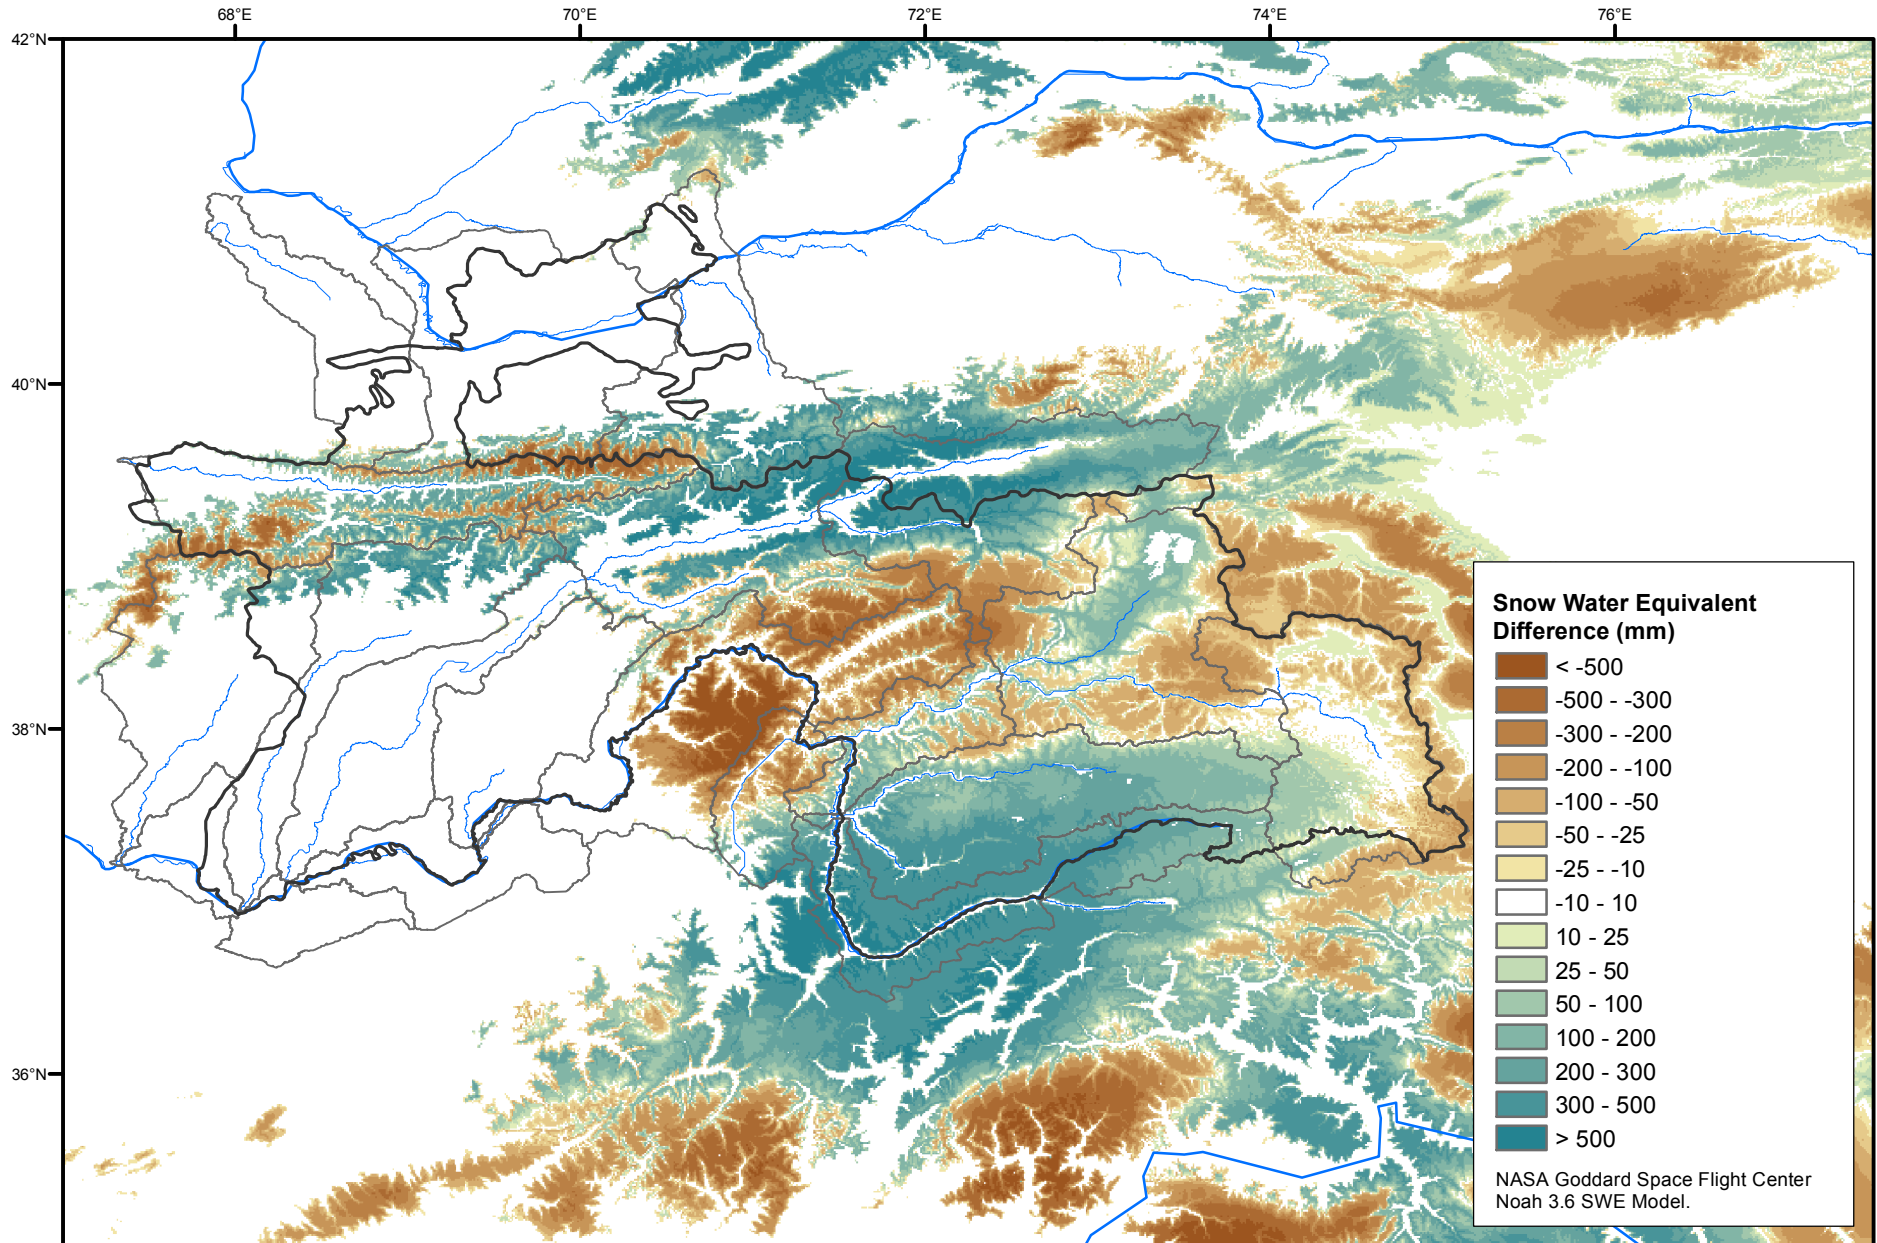 68°E 70°E 72°E 74°E 76°E
42°N
40°N
38°N
36°N
Snow Water Equivalent
Difference (mm)
< -500
-500 - -300
-300 - -200
-200 - -100
-100 - -50
-50 - -25
-25 - -10
-10 - 10
10 - 25
25 - 50
50 - 100
100 - 200
200 - 300
300 - 500
> 500
NASA Goddard Space Flight Center
Noah 3.6 SWE Model.